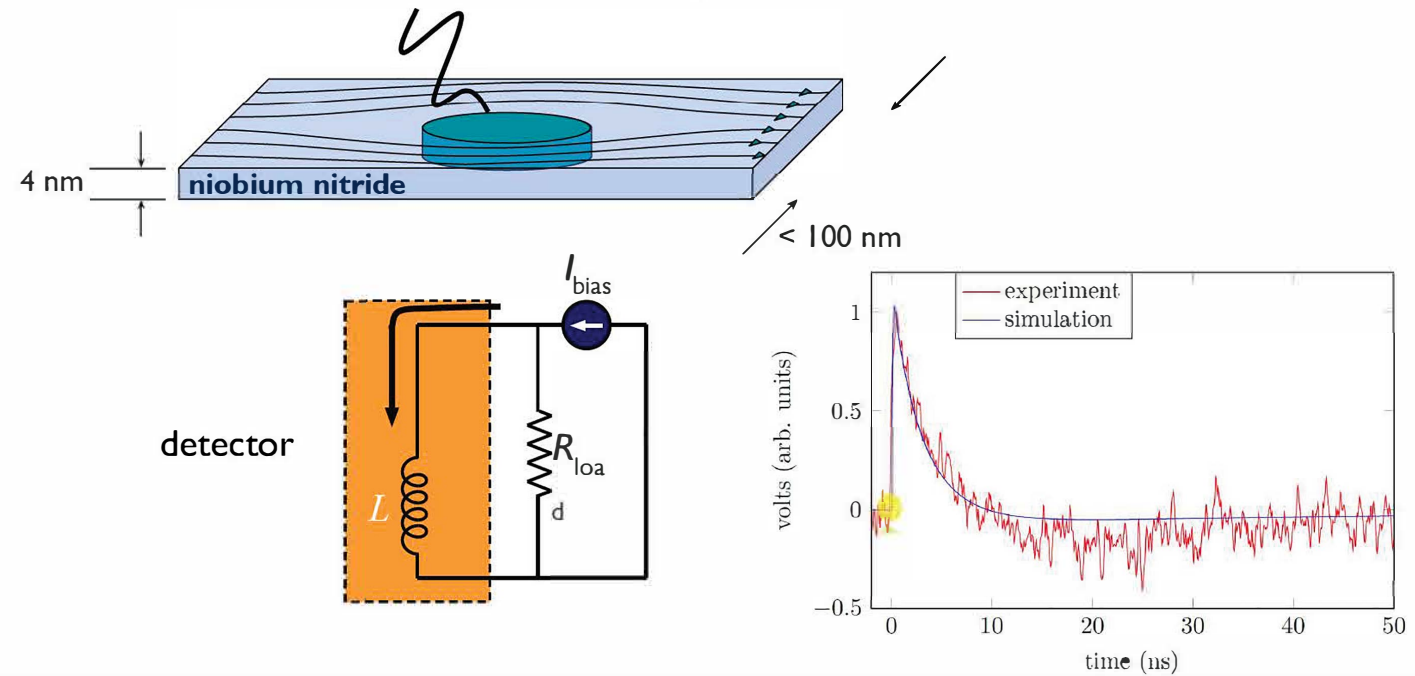 4 nm
niobium nitride
< 100 nm
I bias
detector
L
R loa
d
experiment
simulation
volts (arb. units)
1
0.5
0
−0.5
0 10 20 30 40 50
time (ns)